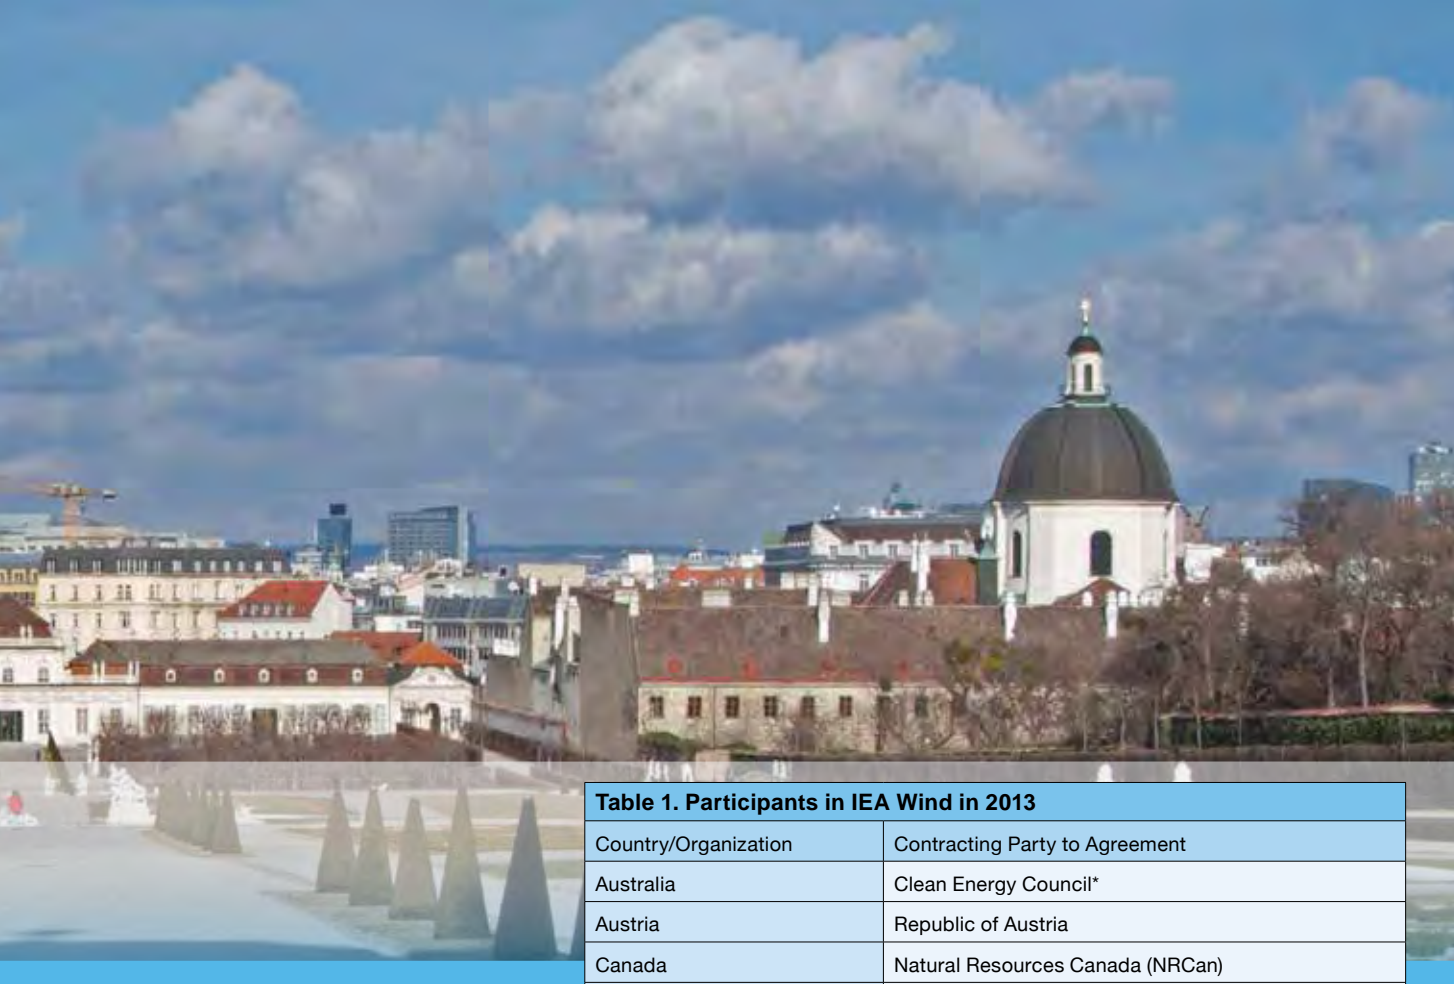 Table 1. Participants in IEA Wind in 2013
Country/Organization Contracting Party to Agreement
Australia Clean Energy Council*
Austria Republic of Austria
Canada Natural Resources Canada (NRCan)